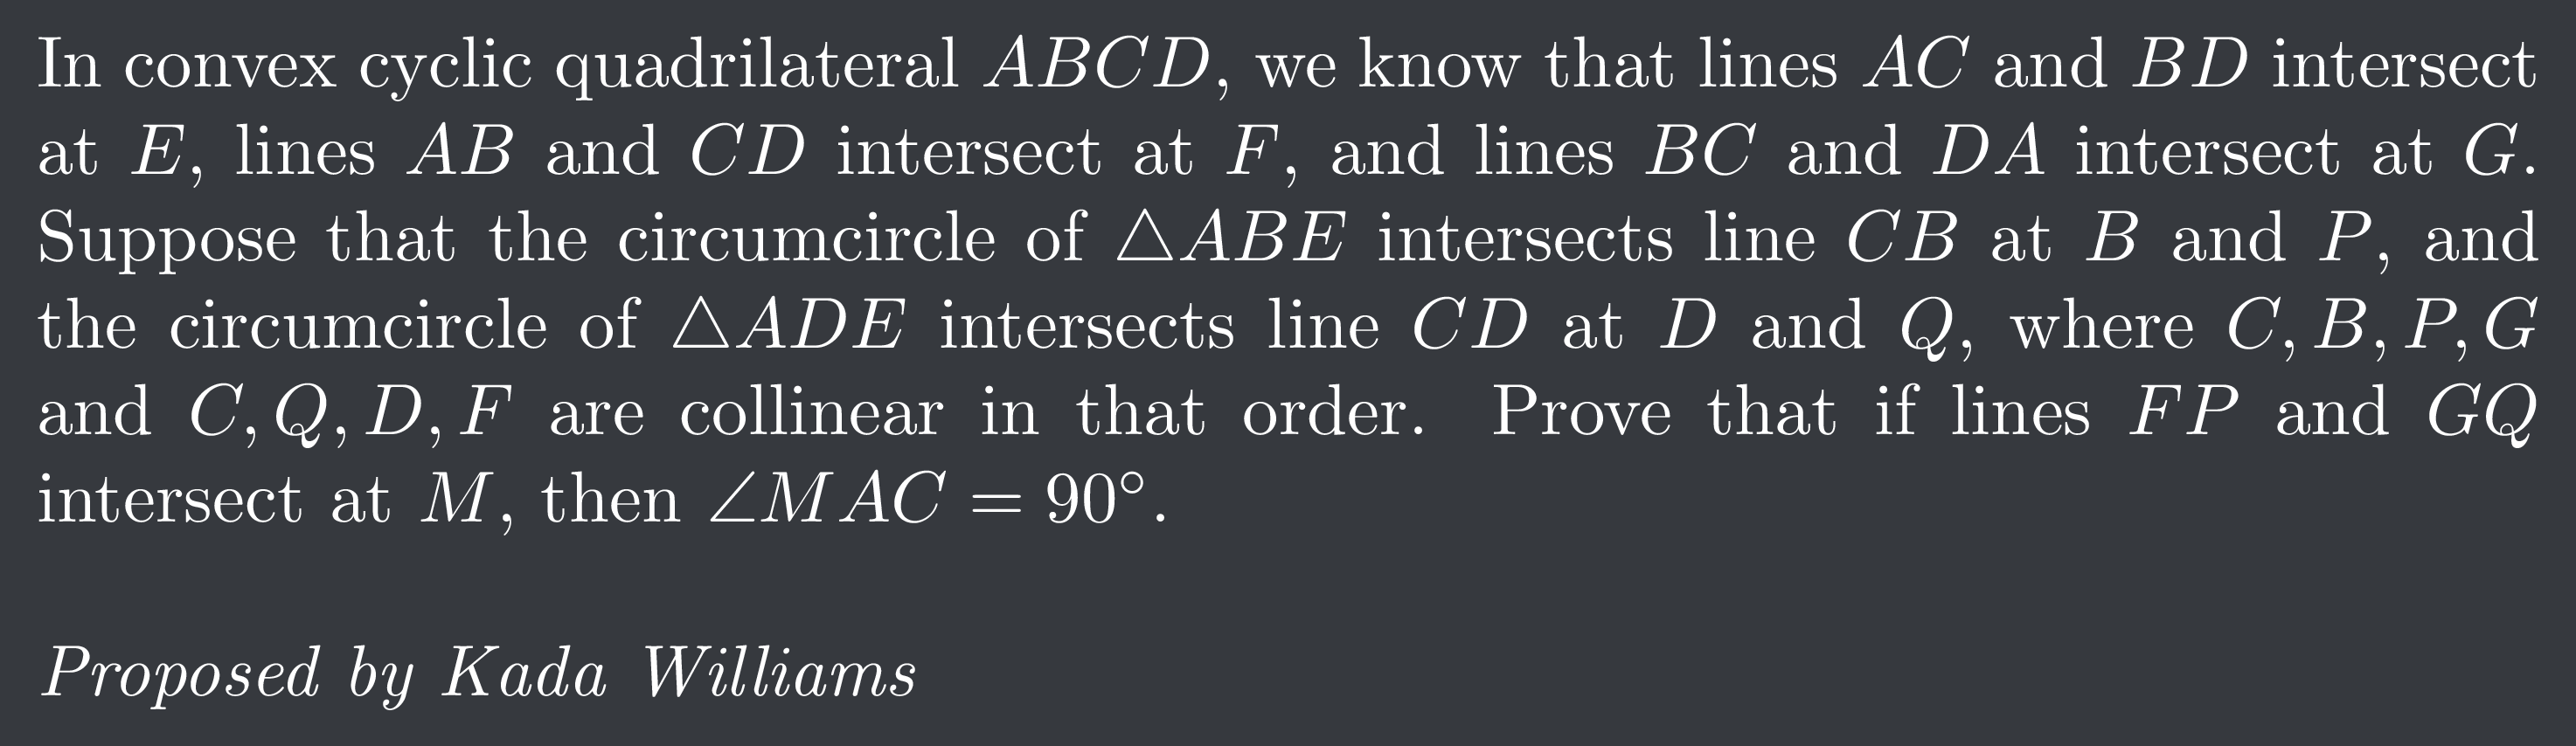 In convex cyclic quadrilateral ABCD, we know that lines AC and BD intersect
at E, lines AB and CD intersect at F, and lines BC and DA intersect at G.
Suppose that the circumcircle of △ABE intersects line CB at B and P, and
the circumcircle of △ADE intersects line CD at D and Q, where C, B, P, G
and C, Q, D, F are collinear in that order. Prove that if lines FP and GQ
intersect at M, then ∠MAC = 90°.
Proposed by Kada Williams